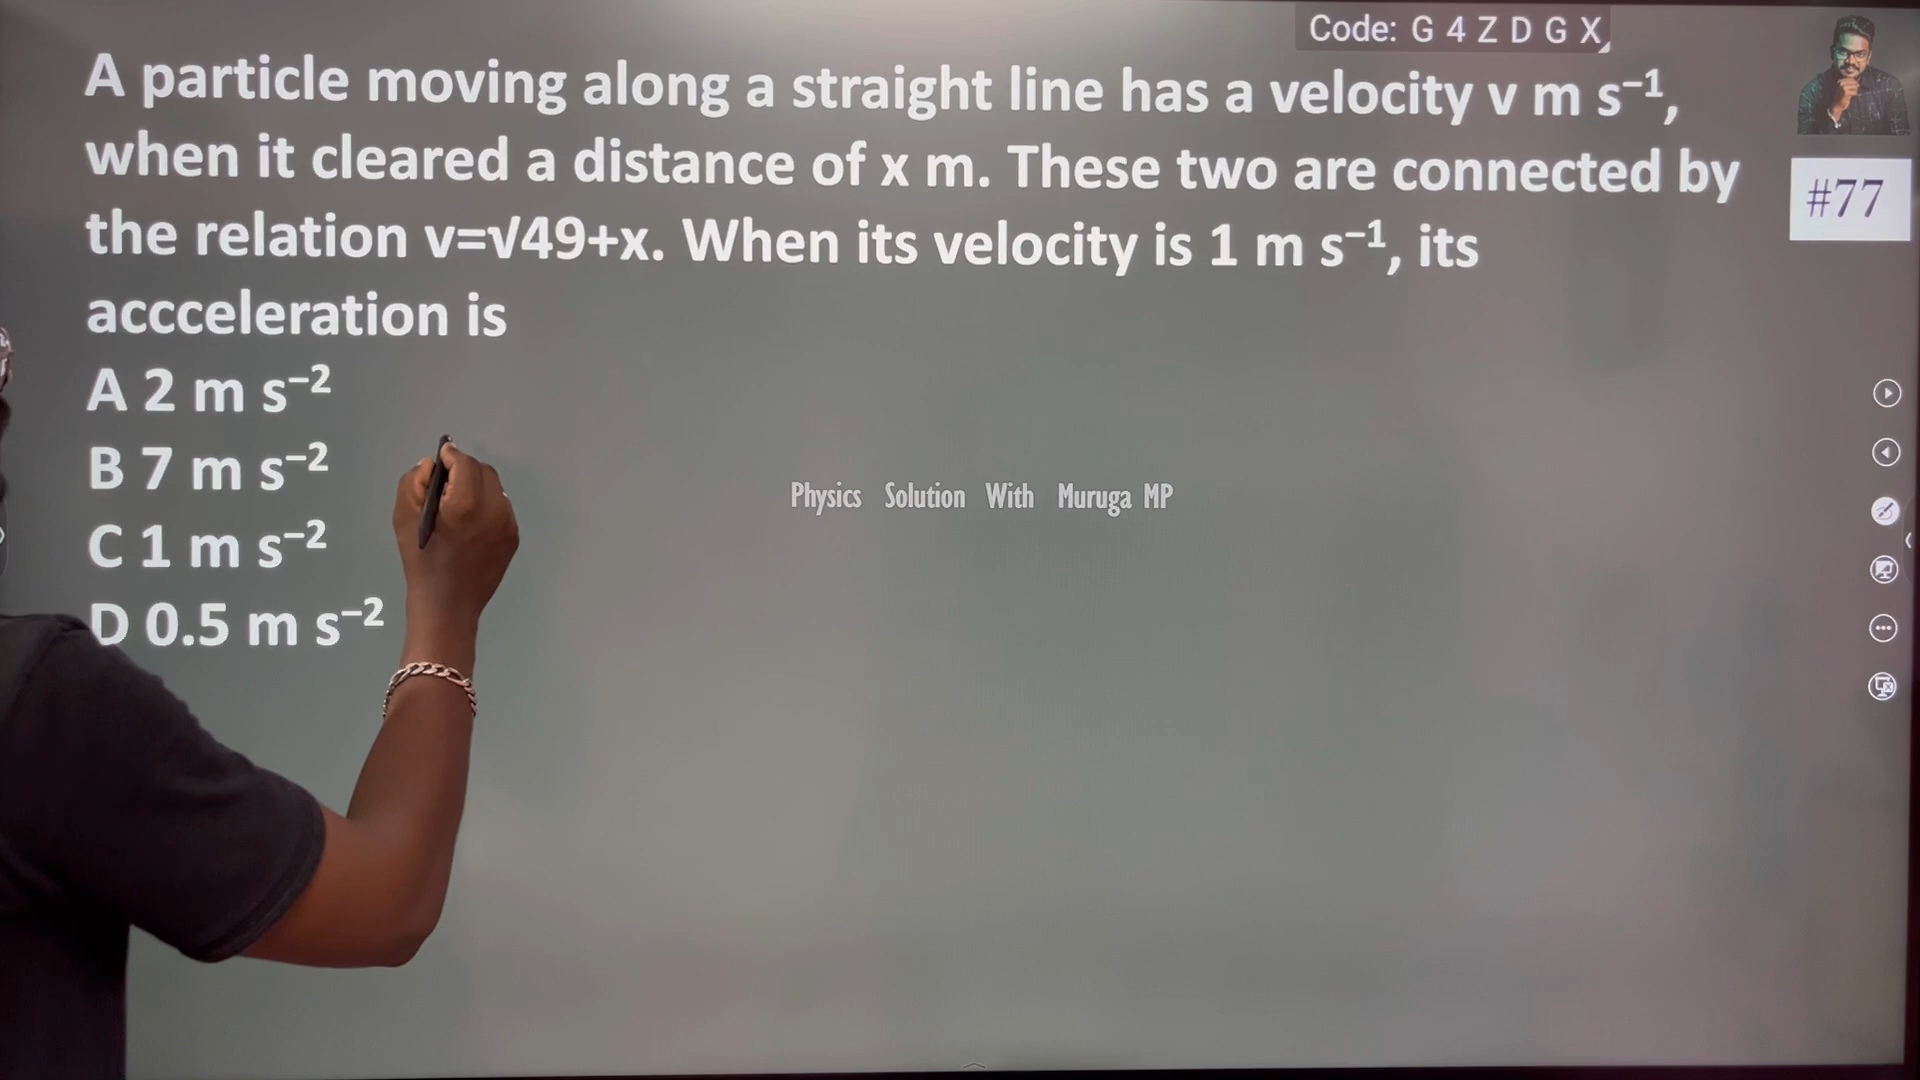 Code: G 4 Z D G X
A particle moving along a straight line has a velocity v m s⁻¹,
when it cleared a distance of x m. These two are connected by
the relation v=√49+x. When its velocity is 1 m s⁻¹, its
accceleration is
A 2 m s⁻²
B 7 m s⁻²
C 1 m s⁻²
D 0.5 m s⁻²
#77
Physics Solution With Muruga MP